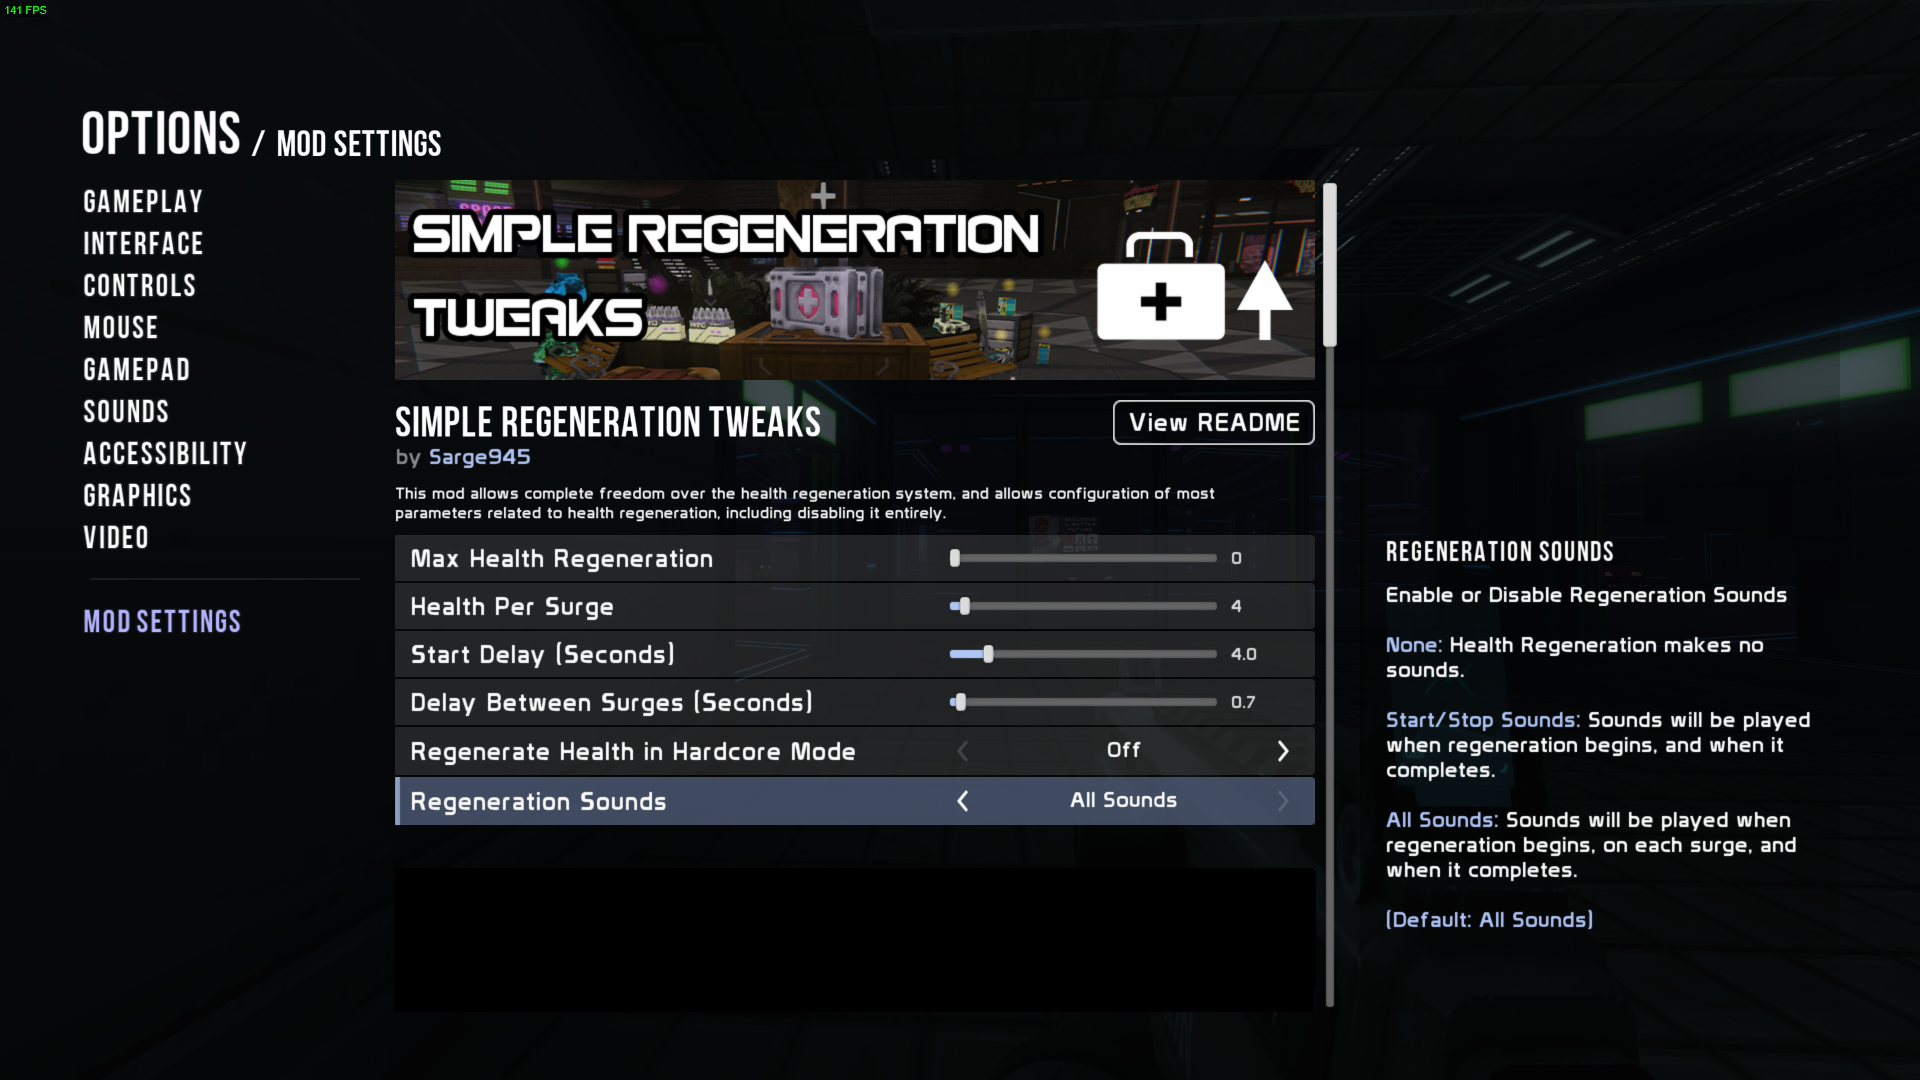 141 FPS
OPTIONS / MOD SETTINGS
GAMEPLAY
INTERFACE
CONTROLS
MOUSE
GAMEPAD
SOUNDS
ACCESSIBILITY
GRAPHICS
VIDEO
MOD SETTINGS
SIMPLE REGENERATION
TWEAKS
SIMPLE REGENERATION TWEAKS
View README
by Sarge945
This mod allows complete freedom over the health regeneration system, and allows configuration of most
parameters related to health regeneration, including disabling it entirely.
Max Health Regeneration 0
Health Per Surge 4
Start Delay (Seconds) 4.0
Delay Between Surges (Seconds) 0.7
Regenerate Health in Hardcore Mode Off
Regeneration Sounds All Sounds
REGENERATION SOUNDS
Enable or Disable Regeneration Sounds
None: Health Regeneration makes no
sounds.
Start/Stop Sounds: Sounds will be played
when regeneration begins, and when it
completes.
All Sounds: Sounds will be played when
regeneration begins, on each surge, and
when it completes.
(Default: All Sounds)